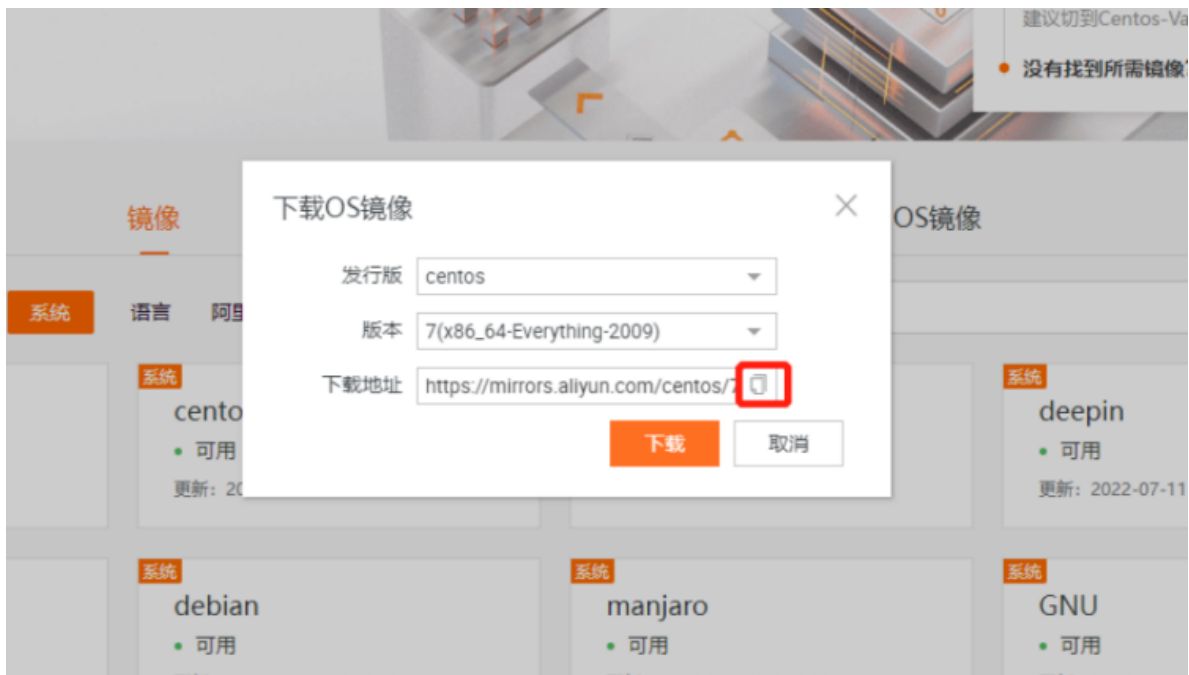 建议切到Centos-Va
没有找到所需镜像?
镜像
OS镜像
系统
语言
阿里
下载OS镜像
发行版 centos
版本 7(x86_64-Everything-2009)
下载地址 https://mirrors.aliyun.com/centos/7
下载 取消
系统
cento
可用
更新: 20
系统
deepin
可用
更新: 2022-07-11
系统
debian
可用
系统
manjaro
可用
系统
GNU
可用